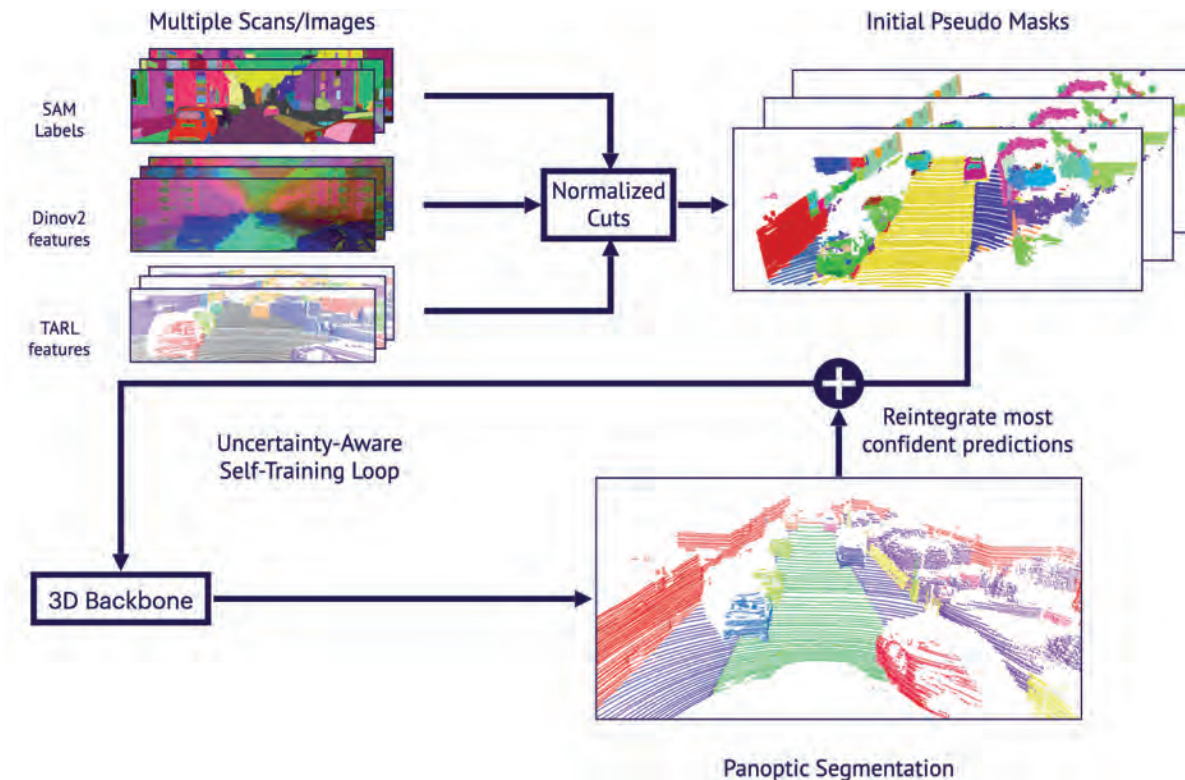 Multiple Scans/Images
Initial Pseudo Masks
SAM
Labels
Dinov2
features
TARL
features
Normalized
Cuts
Uncertainty-Aware
Self-Training Loop
Reintegrate most
confident predictions
3D Backbone
Panoptic Segmentation